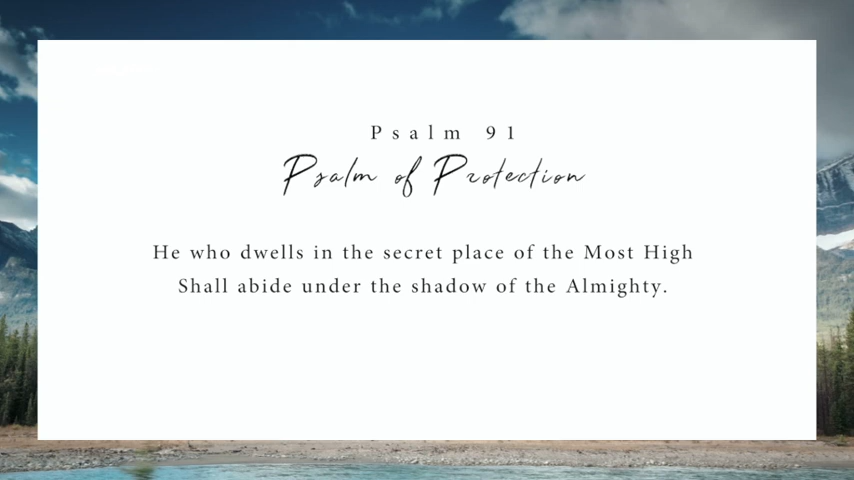 Psalm 91
Psalm of Protection
He who dwells in the secret place of the Most High
Shall abide under the shadow of the Almighty.